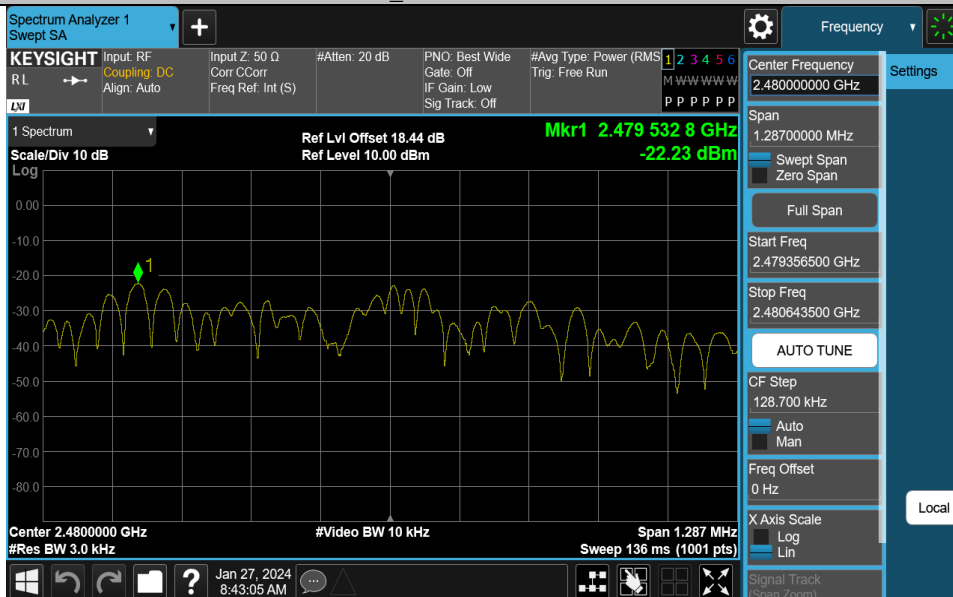 Spectrum Analyzer 1
Swept SA
+
Frequency
KEYSIGHT
RL
LXI
Input: RF
Coupling: DC
Align: Auto
Input Z: 50 Ω
Corr CCorr
Freq Ref: Int (S)
#Atten: 20 dB
PNO: Best Wide
Gate: Off
IF Gain: Low
Sig Track: Off
#Avg Type: Power (RMS
Trig: Free Run
1 2 3 4 5 6
M W W W W W
P P P P P P
1 Spectrum
Scale/Div 10 dB
Log
Ref Lvl Offset 18.44 dB
Ref Level 10.00 dBm
Mkr1 2.479 532 8 GHz
-22.23 dBm
0.00
-10.0
-20.0
-30.0
-40.0
-50.0
-60.0
-70.0
-80.0
1
Center 2.4800000 GHz
#Res BW 3.0 kHz
#Video BW 10 kHz
Span 1.287 MHz
Sweep 136 ms (1001 pts)
Center Frequency
2.480000000 GHz
Settings
Span
1.28700000 MHz
Swept Span
Zero Span
Full Span
Start Freq
2.479356500 GHz
Stop Freq
2.480643500 GHz
AUTO TUNE
CF Step
128.700 kHz
Auto
Man
Freq Offset
0 Hz
Local
X Axis Scale
Log
Lin
Signal Track
(Span Zoom)
?
Jan 27, 2024
8:43:05 AM